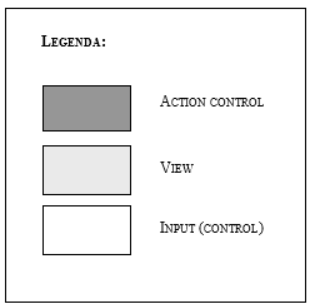 LEGENDA:
ACTION CONTROL
VIEW
INPUT (CONTROL)